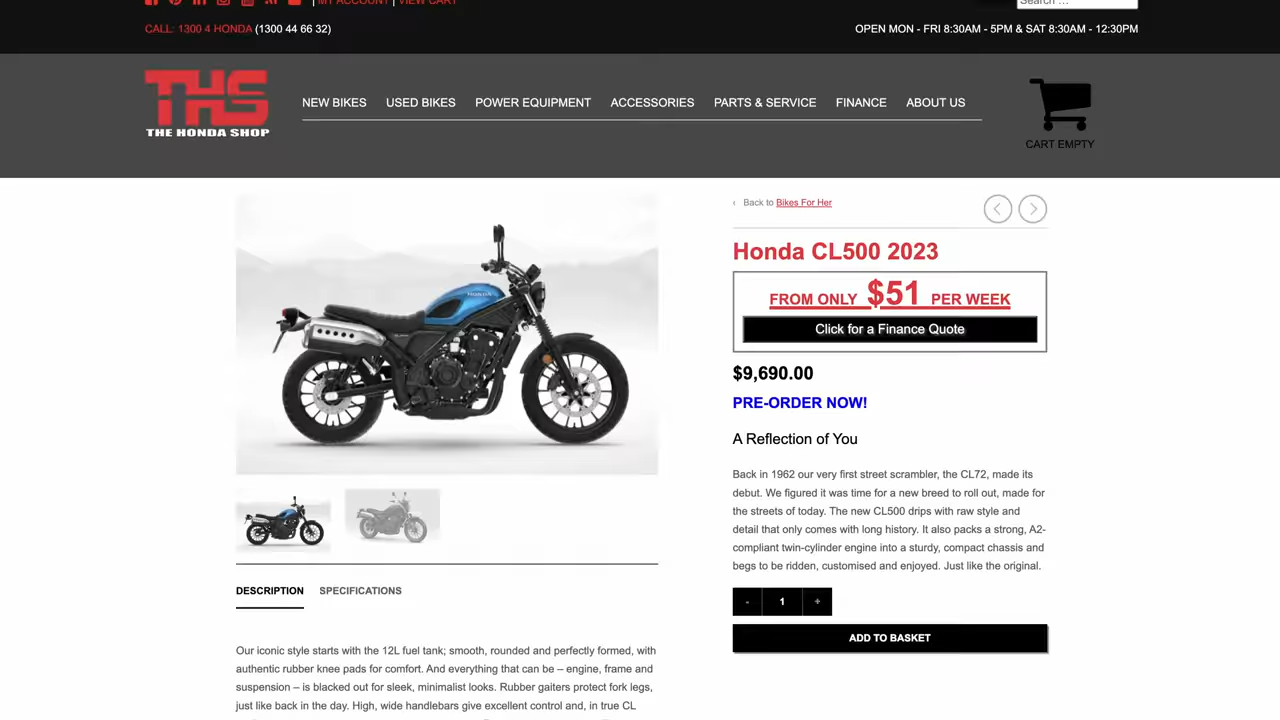 | MY ACCOUNT | VIEW CART
Search …
CALL: 1300 4 HONDA (1300 44 66 32)
OPEN MON - FRI 8:30AM - 5PM & SAT 8:30AM - 12:30PM
THS
THE HONDA SHOP
NEW BIKES USED BIKES POWER EQUIPMENT ACCESSORIES PARTS & SERVICE FINANCE ABOUT US
CART EMPTY
HONDA
‹ Back to Bikes For Her
Honda CL500 2023
FROM ONLY $51 PER WEEK
Click for a Finance Quote
$9,690.00
PRE-ORDER NOW!
A Reflection of You
Back in 1962 our very first street scrambler, the CL72, made its
debut. We figured it was time for a new breed to roll out, made for
the streets of today. The new CL500 drips with raw style and
detail that only comes with long history. It also packs a strong, A2-
compliant twin-cylinder engine into a sturdy, compact chassis and
begs to be ridden, customised and enjoyed. Just like the original.
- 1 +
ADD TO BASKET
DESCRIPTION SPECIFICATIONS
Our iconic style starts with the 12L fuel tank; smooth, rounded and perfectly formed, with
authentic rubber knee pads for comfort. And everything that can be – engine, frame and
suspension – is blacked out for sleek, minimalist looks. Rubber gaiters protect fork legs,
just like back in the day. High, wide handlebars give excellent control and, in true CL